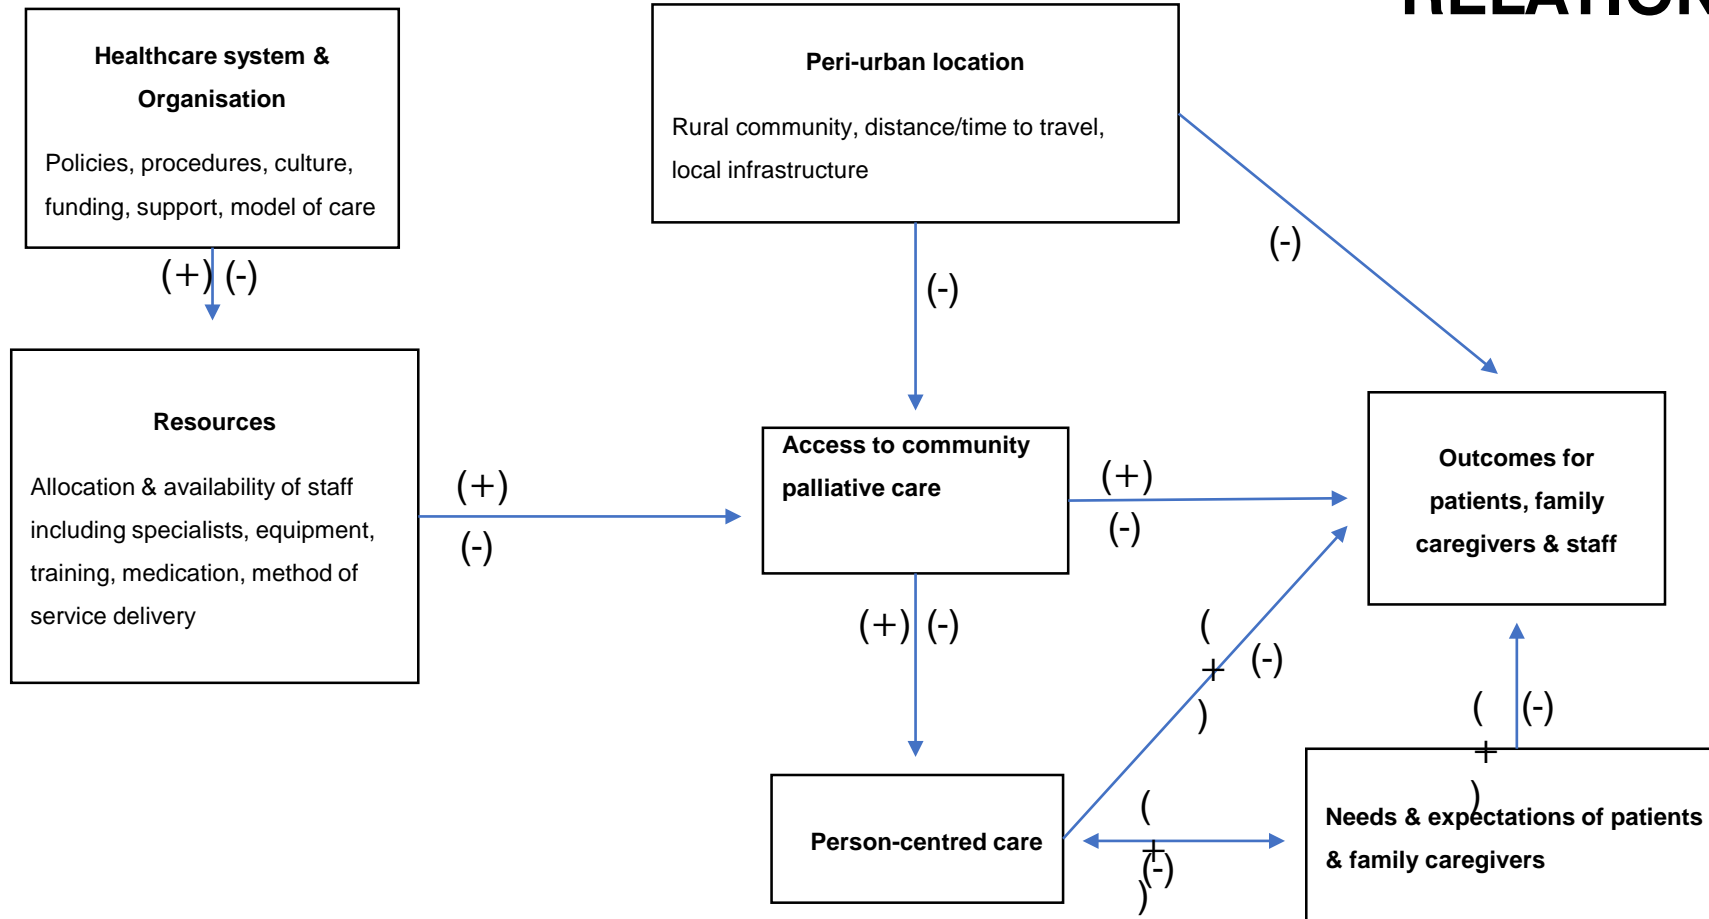 RELATION
Healthcare system &
Organisation
Policies, procedures, culture,
funding, support, model of care
Peri-urban location
Rural community, distance/time to travel,
local infrastructure
(+) (-)
(-)
(-)
Resources
Allocation & availability of staff
including specialists, equipment,
training, medication, method of
service delivery
(+)
(-)
Access to community
palliative care
(+)
(-)
Outcomes for
patients, family
caregivers & staff
(+) (-)
(
+
)
(-)
(
+
)
(-)
Person-centred care
(
+
)
(-)
Needs & expectations of patients
& family caregivers